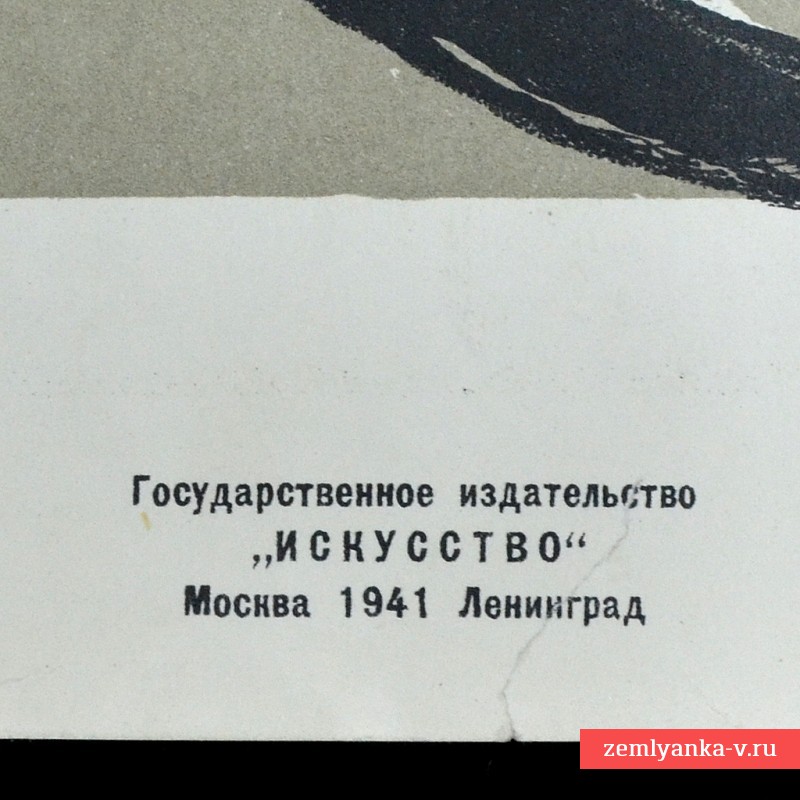 Государственное издательство
„ИСКУССТВО“
Москва 1941 Ленинград
zemlyanka-v.ru